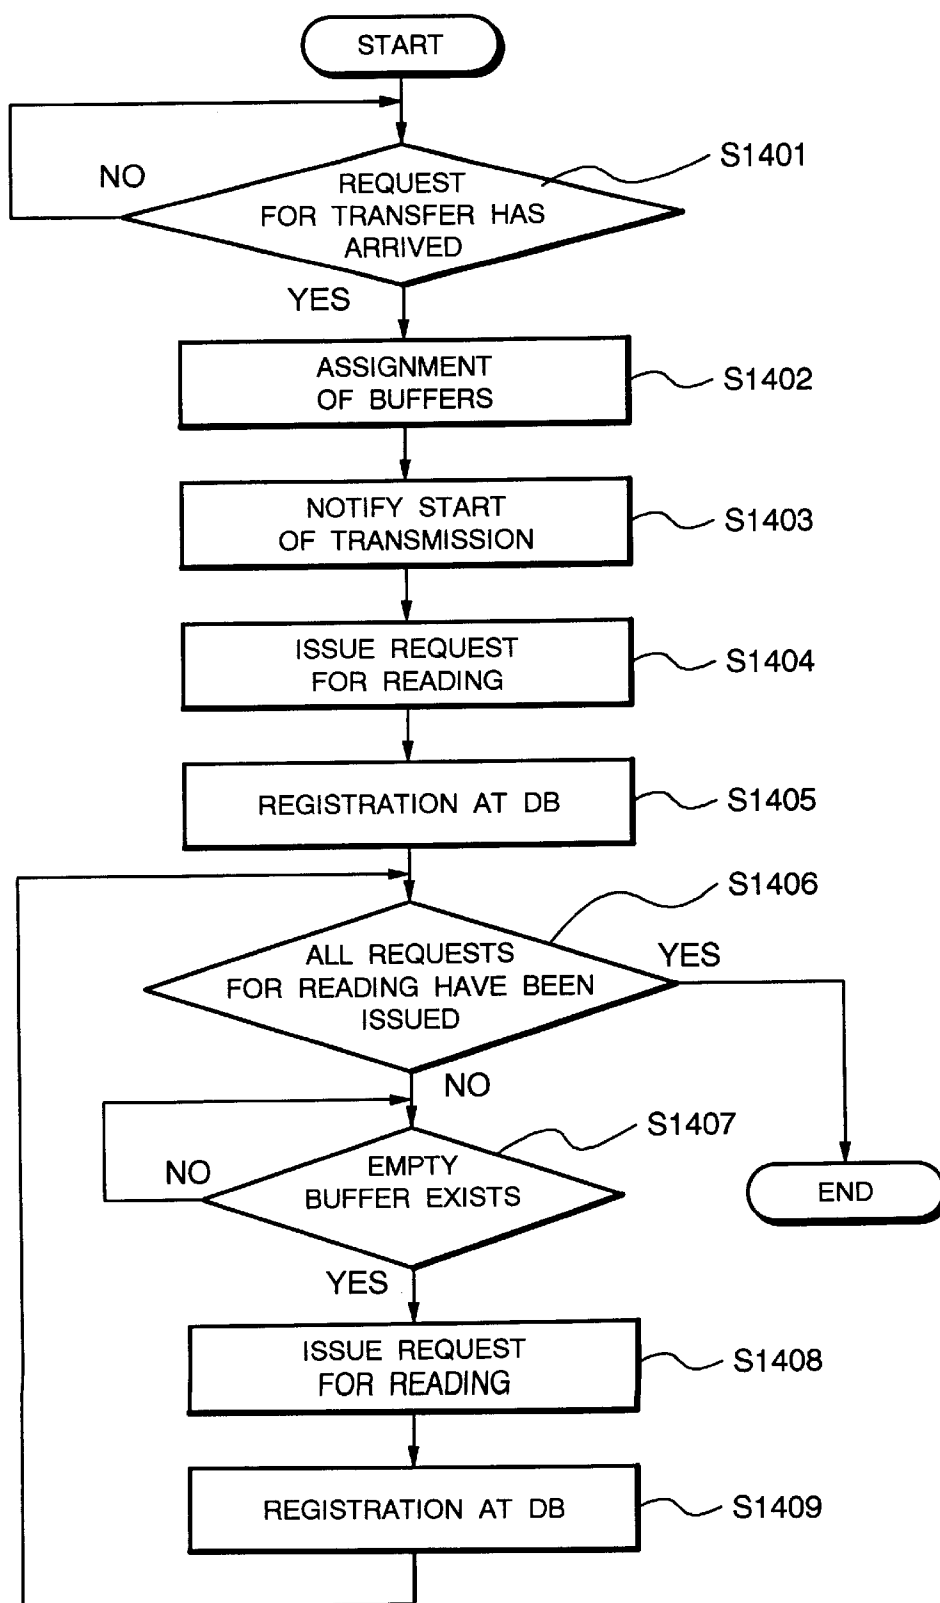 START
S1401
NO
REQUEST
FOR TRANSFER HAS
ARRIVED
YES
ASSIGNMENT
OF BUFFERS
S1402
NOTIFY START
OF TRANSMISSION
S1403
ISSUE REQUEST
FOR READING
S1404
REGISTRATION AT DB
S1405
S1406
ALL REQUESTS
FOR READING HAVE BEEN
ISSUED
YES
NO
S1407
NO
EMPTY
BUFFER EXISTS
END
YES
ISSUE REQUEST
FOR READING
S1408
REGISTRATION AT DB
S1409